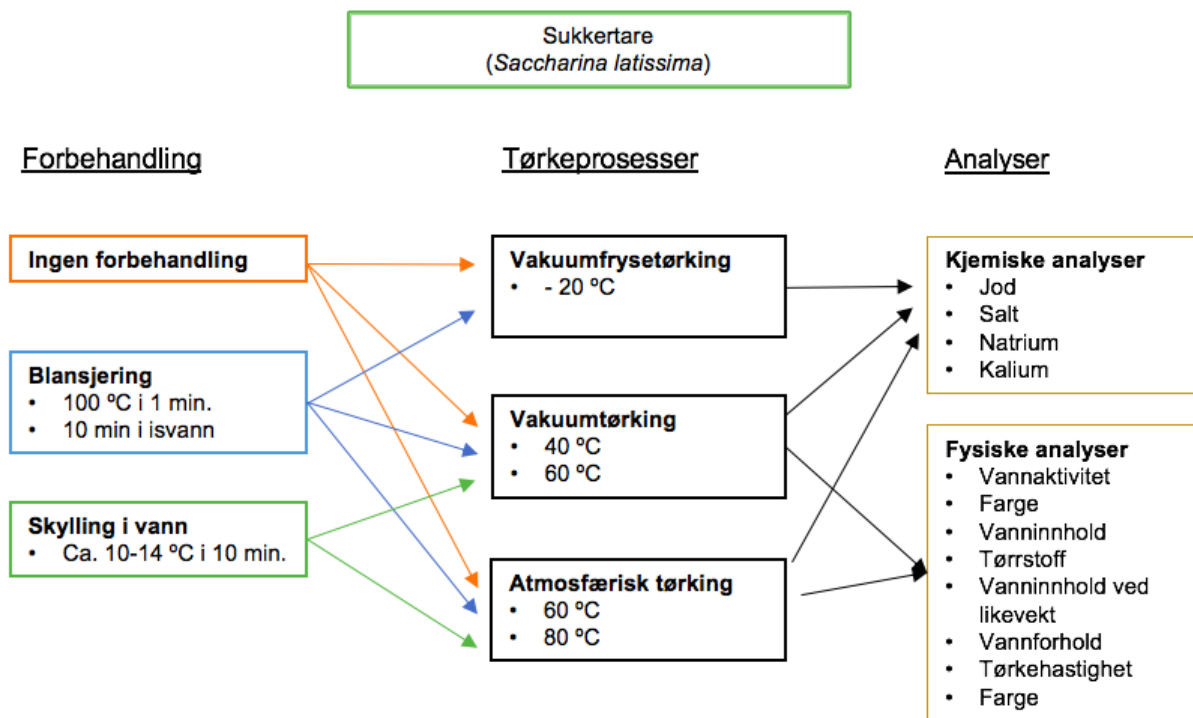 Sukkertare
(Saccharina latissima)
Forbehandling
Tørkeprosesser
Analyser
Ingen forbehandling
Blansjering
• 100 ºC i 1 min.
• 10 min i isvann
Skylling i vann
• Ca. 10-14 ºC i 10 min.
Vakuumfrysetørking
• - 20 ºC
Vakuumtørking
• 40 ºC
• 60 ºC
Atmosfærisk tørking
• 60 ºC
• 80 ºC
Kjemiske analyser
• Jod
• Salt
• Natrium
• Kalium
Fysiske analyser
• Vannaktivitet
• Farge
• Vanninnhold
• Tørrstoff
• Vanninnhold ved
likevekt
• Vannforhold
• Tørkehastighet
• Farge